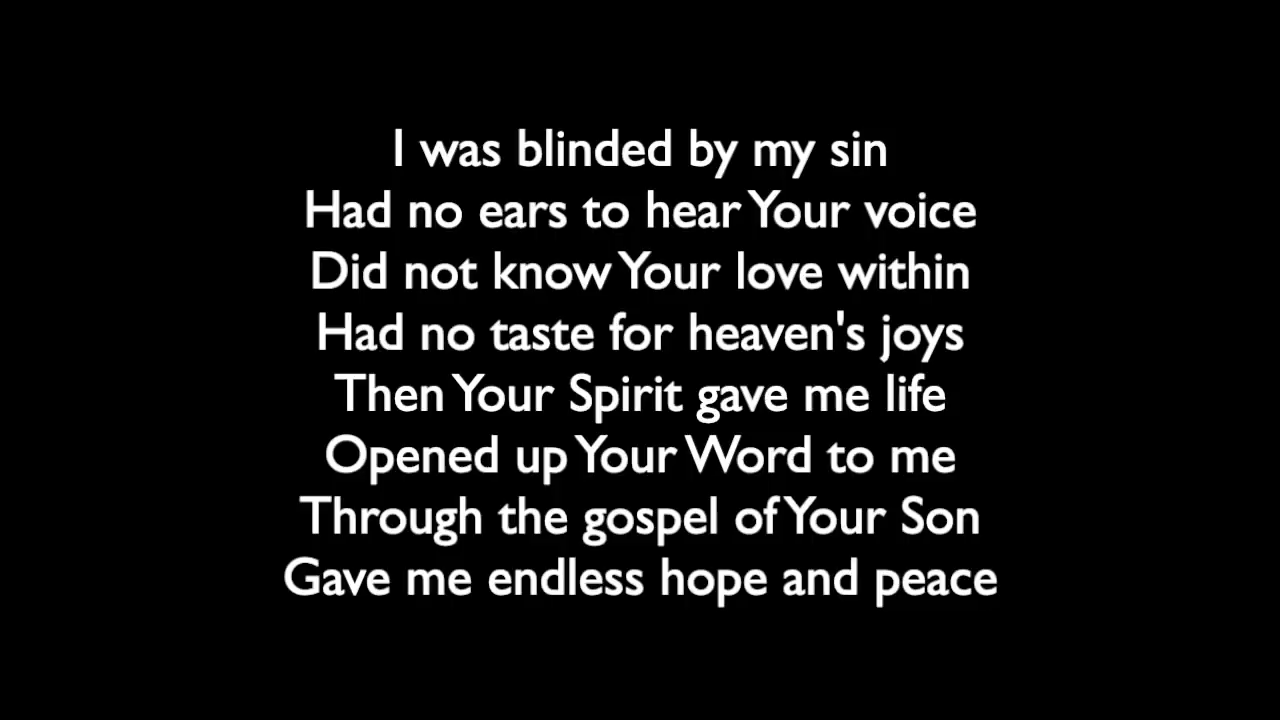 I was blinded by my sin
Had no ears to hear Your voice
Did not know Your love within
Had no taste for heaven's joys
Then Your Spirit gave me life
Opened up Your Word to me
Through the gospel of Your Son
Gave me endless hope and peace